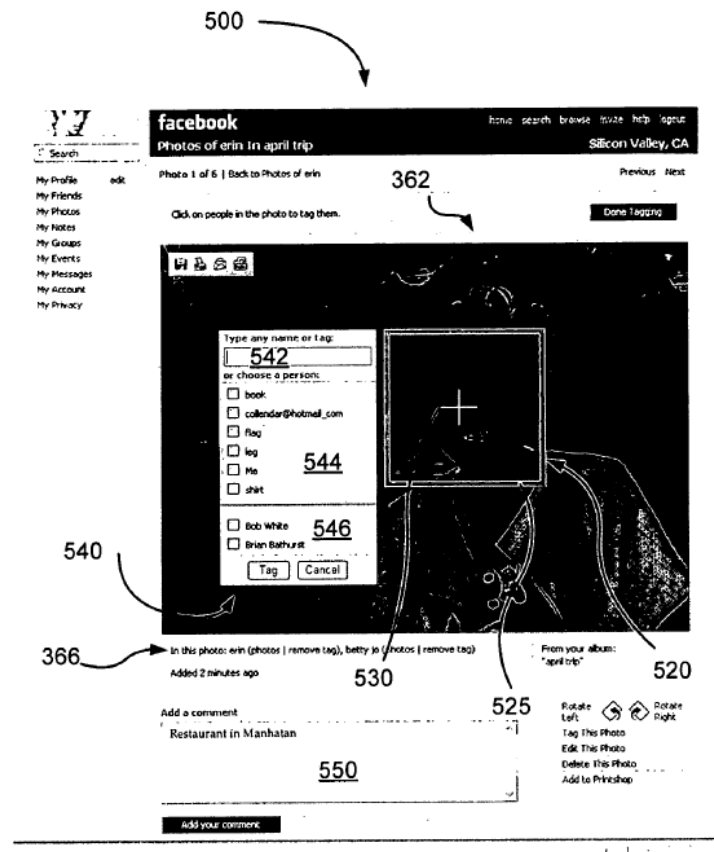 500
facebook
home search browse invite help logout
Photos of erin In april trip
Silicon Valley, CA
Search
My Profile edit
My Friends
My Photos
My Notes
My Groups
My Events
My Messages
My Account
My Privacy
Photo 1 of 6 | Back to Photos of erin
Previous Next
362
Click on people in the photo to tag them.
Done Tagging
Type any name or tag:
542
or choose a person:
book
collendar@hotmail_com
flag
leg
Me
shirt
544
Bob White
Brian Bathurst
546
Tag Cancel
540
366
In this photo: erin (photos | remove tag), betty jo (photos | remove tag)
Added 2 minutes ago
530
525
520
From your album:
"april trip"
Add a comment
Restaurant in Manhatan
550
Add your comment
Rotate Left
Rotate Right
Tag This Photo
Edit This Photo
Delete This Photo
Add to Printshop